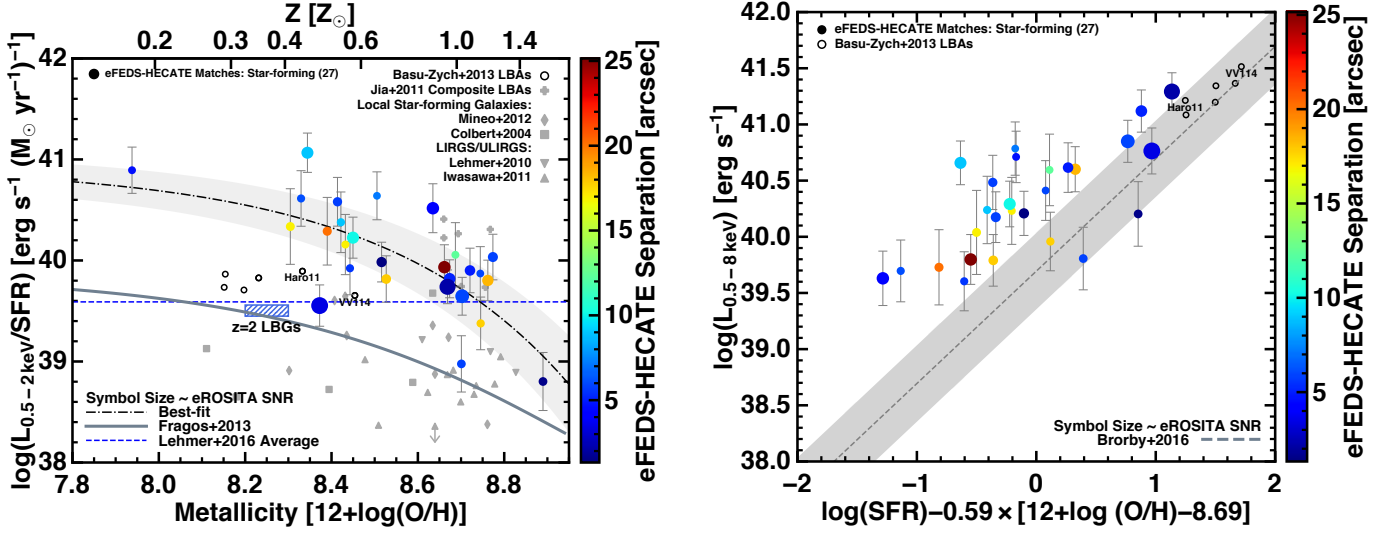 Z [Z⊙]
0.2 0.3 0.4 0.6 1.0 1.4
42
41
40
39
38
log(L0.5−2keV/SFR) [erg s−1 (M⊙ yr−1)−1]
eFEDS-HECATE Matches: Star-forming (27)
Basu-Zych+2013 LBAs
Jia+2011 Composite LBAs
Local Star-forming Galaxies:
Mineo+2012
Colbert+2004
LIRGS/ULIRGS:
Lehmer+2010
Iwasawa+2011
Haro11
VV114
z=2 LBGs
Symbol Size ~ eROSITA SNR
Best-fit
Fragos+2013
Lehmer+2016 Average
7.8 8.0 8.2 8.4 8.6 8.8
Metallicity [12+log(O/H)]
25
20
15
10
5
eFEDS-HECATE Separation [arcsec]
42.0
41.5
41.0
40.5
40.0
39.5
39.0
38.5
38.0
log(L0.5−8keV) [erg s−1]
eFEDS-HECATE Matches: Star-forming (27)
Basu-Zych+2013 LBAs
VV114
Haro11
Symbol Size ~ eROSITA SNR
Brorby+2016
−2 −1 0 1 2
log(SFR)−0.59 × [12+log (O/H)−8.69]
25
20
15
10
5
eFEDS-HECATE Separation [arcsec]